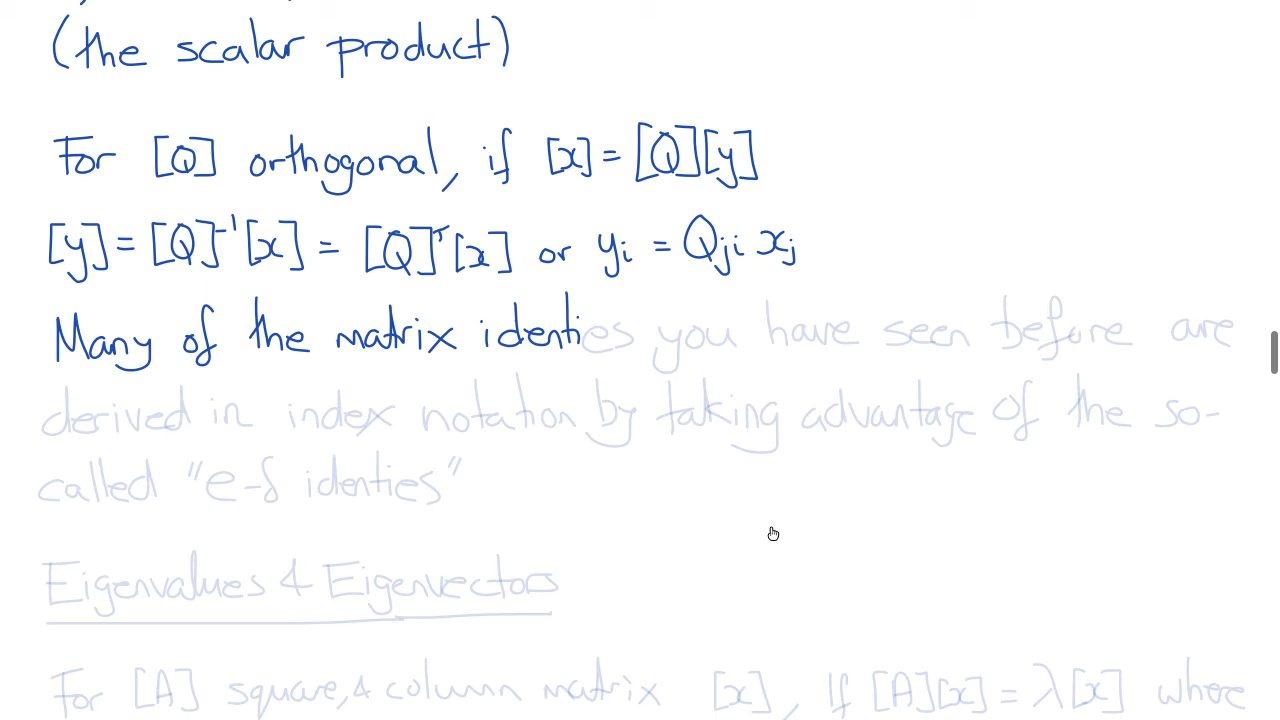 (the scalar product)
For [Q] orthogonal, if [x] = [Q][y]
[y] = [Q]⁻¹[x] = [Q]ᵀ[x] or yᵢ = Qⱼᵢ xⱼ
Many of the matrix identies you have seen before are
derived in index notation by taking advantage of the so-
called "e-δ identies"
Eigenvalues & Eigenvectors
For [A] square, & column matrix [x], If [A][x] = λ[x] where